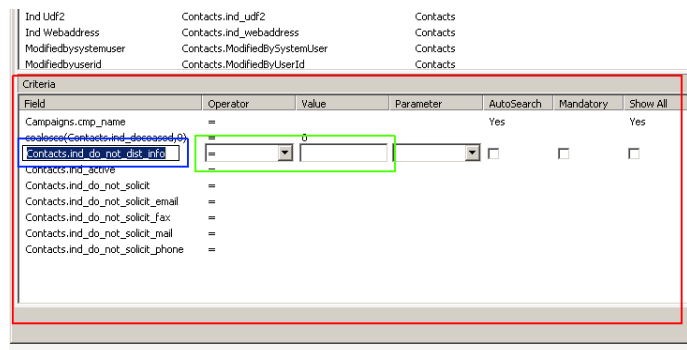 Ind Udf2 Contacts.ind_udf2 Contacts
Ind Webaddress Contacts.ind_webaddress Contacts
Modifiedbysystemuser Contacts.ModifiedBySystemUser Contacts
Modifiedbyuserid Contacts.ModifiedByUserId Contacts
Criteria
Field Operator Value Parameter AutoSearch Mandatory Show All
Campaigns.cmp_name = Yes Yes
coalesce(Contacts.ind_deceased,0) = 0
Contacts.ind_do_not_dist_info =
Contacts.ind_active =
Contacts.ind_do_not_solicit =
Contacts.ind_do_not_solicit_email =
Contacts.ind_do_not_solicit_fax =
Contacts.ind_do_not_solicit_mail =
Contacts.ind_do_not_solicit_phone =